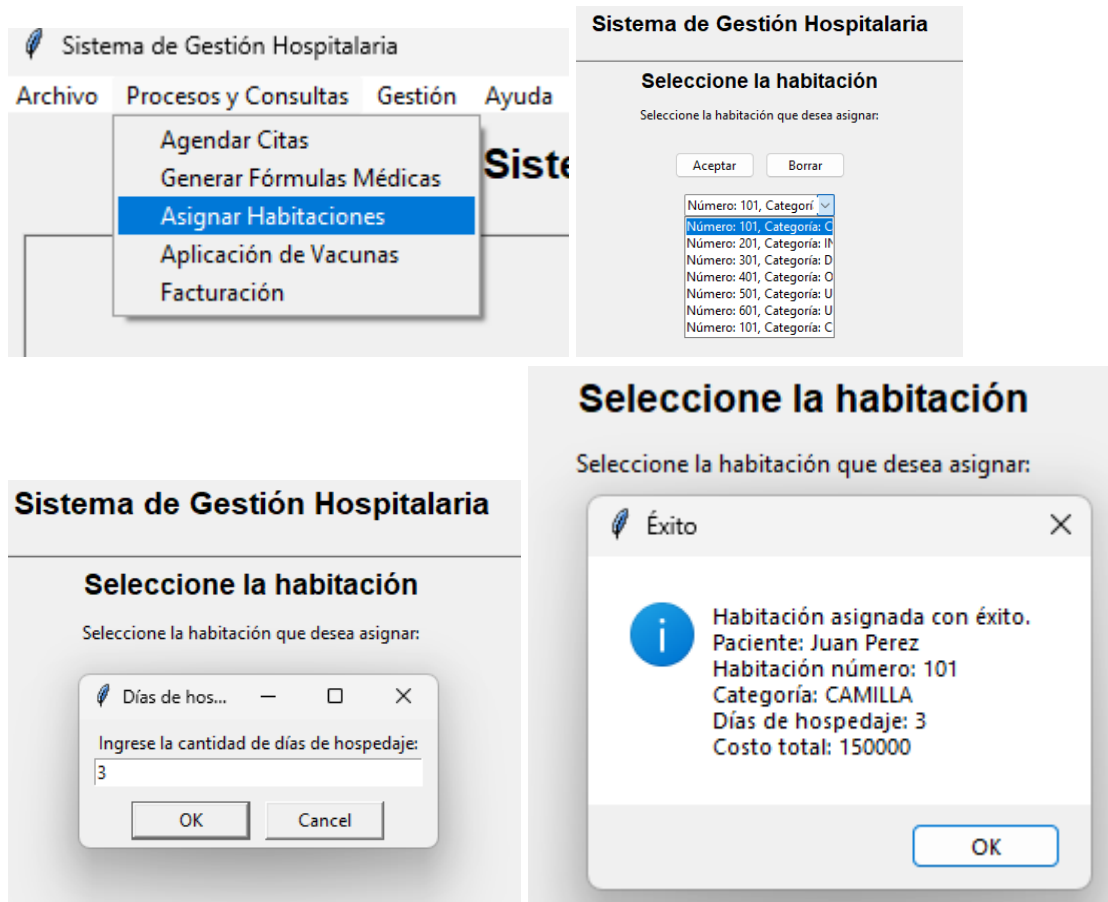 Sistema de Gestión Hospitalaria
Archivo Procesos y Consultas Gestión Ayuda
Agendar Citas
Generar Fórmulas Médicas
Asignar Habitaciones
Aplicación de Vacunas
Facturación
Siste
Sistema de Gestión Hospitalaria
Seleccione la habitación
Seleccione la habitación que desea asignar:
Aceptar Borrar
Número: 101, Categorí
Número: 101, Categoría: C
Número: 201, Categoría: IN
Número: 301, Categoría: D
Número: 401, Categoría: O
Número: 501, Categoría: U
Número: 601, Categoría: U
Número: 101, Categoría: C
Sistema de Gestión Hospitalaria
Seleccione la habitación
Seleccione la habitación que desea asignar:
Días de hos...
Ingrese la cantidad de días de hospedaje:
3
OK Cancel
Seleccione la habitación
Seleccione la habitación que desea asignar:
Éxito
Habitación asignada con éxito.
Paciente: Juan Perez
Habitación número: 101
Categoría: CAMILLA
Días de hospedaje: 3
Costo total: 150000
OK